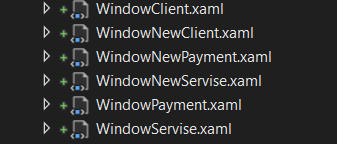 WindowClient.xaml
WindowNewClient.xaml
WindowNewPayment.xaml
WindowNewServise.xaml
WindowPayment.xaml
WindowServise.xaml